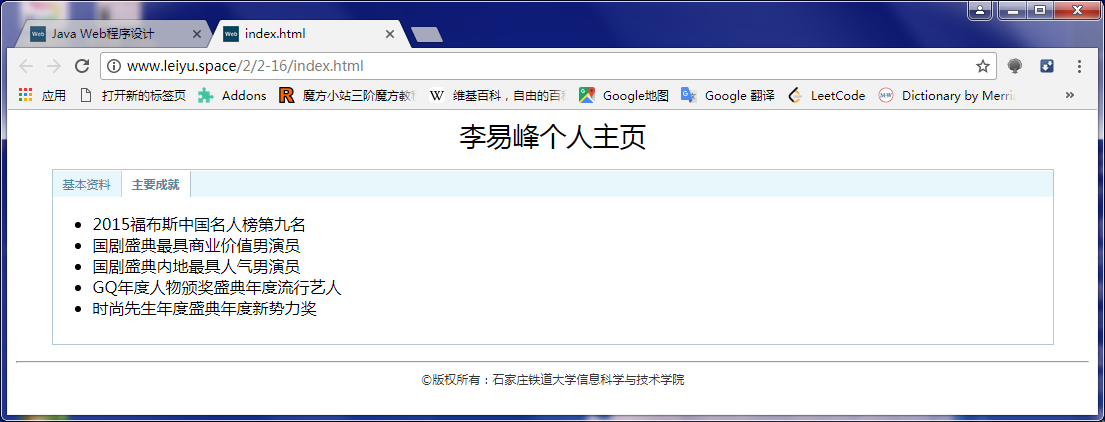 Java Web程序设计
index.html
www.leiyu.space/2/2-16/index.html
应用 打开新的标签页 Addons 魔方小站三阶魔方教 维基百科，自由的百科 Google地图 Google 翻译 LeetCode Dictionary by Merri
李易峰个人主页
基本资料 主要成就
2015福布斯中国名人榜第九名
国剧盛典最具商业价值男演员
国剧盛典内地最具人气男演员
GQ年度人物颁奖盛典年度流行艺人
时尚先生年度盛典年度新势力奖
©版权所有：石家庄铁道大学信息科学与技术学院